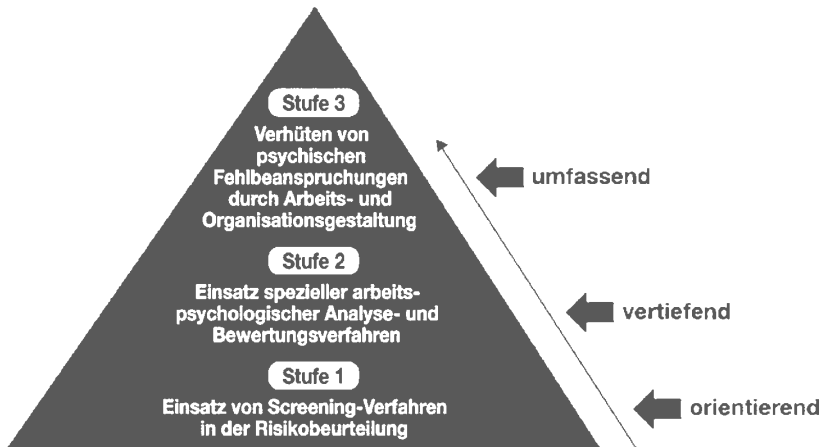 Stufe 3
Verhüten von
psychischen
Fehlbeanspruchungen
durch Arbeits- und
Organisationsgestaltung
umfassend
Stufe 2
Einsatz spezieller arbeits-
psychologischer Analyse- und
Bewertungsverfahren
vertiefend
Stufe 1
Einsatz von Screening-Verfahren
in der Risikobeurteilung
orientierend